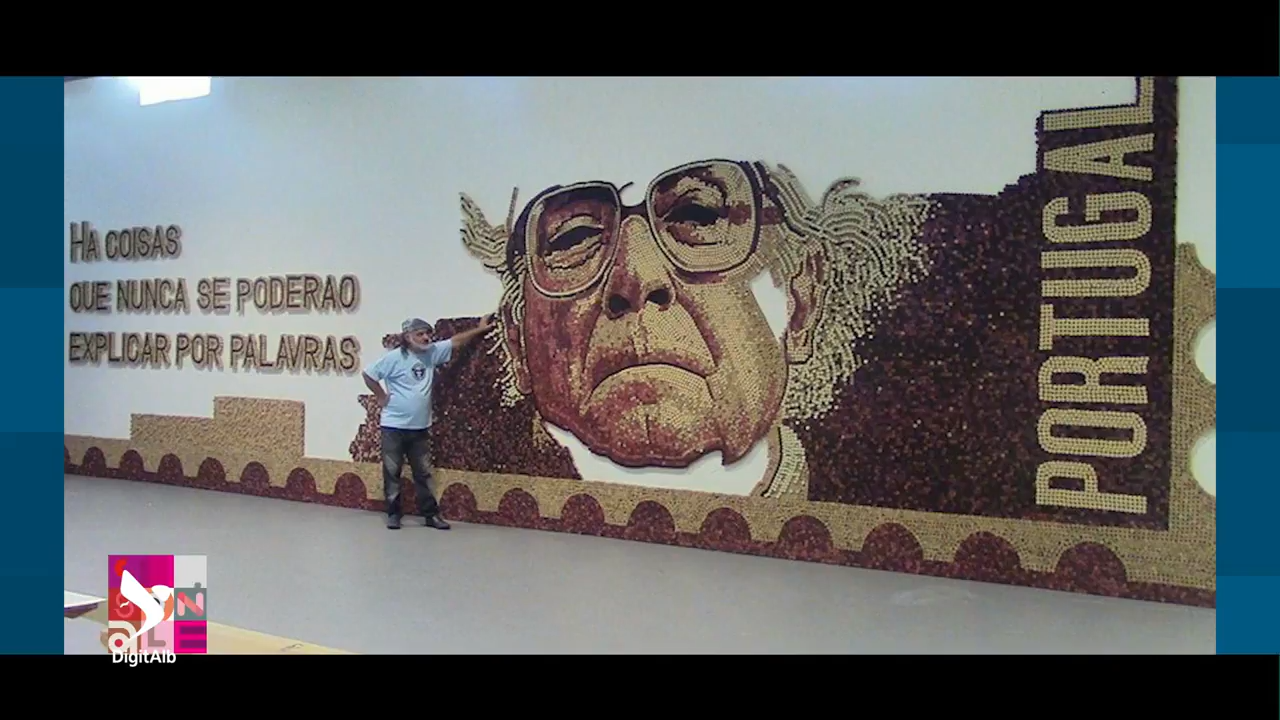 HA COISAS
QUE NUNCA SE PODERAO
EXPLICAR POR PALAVRAS
PORTUGAL
DigitAlb